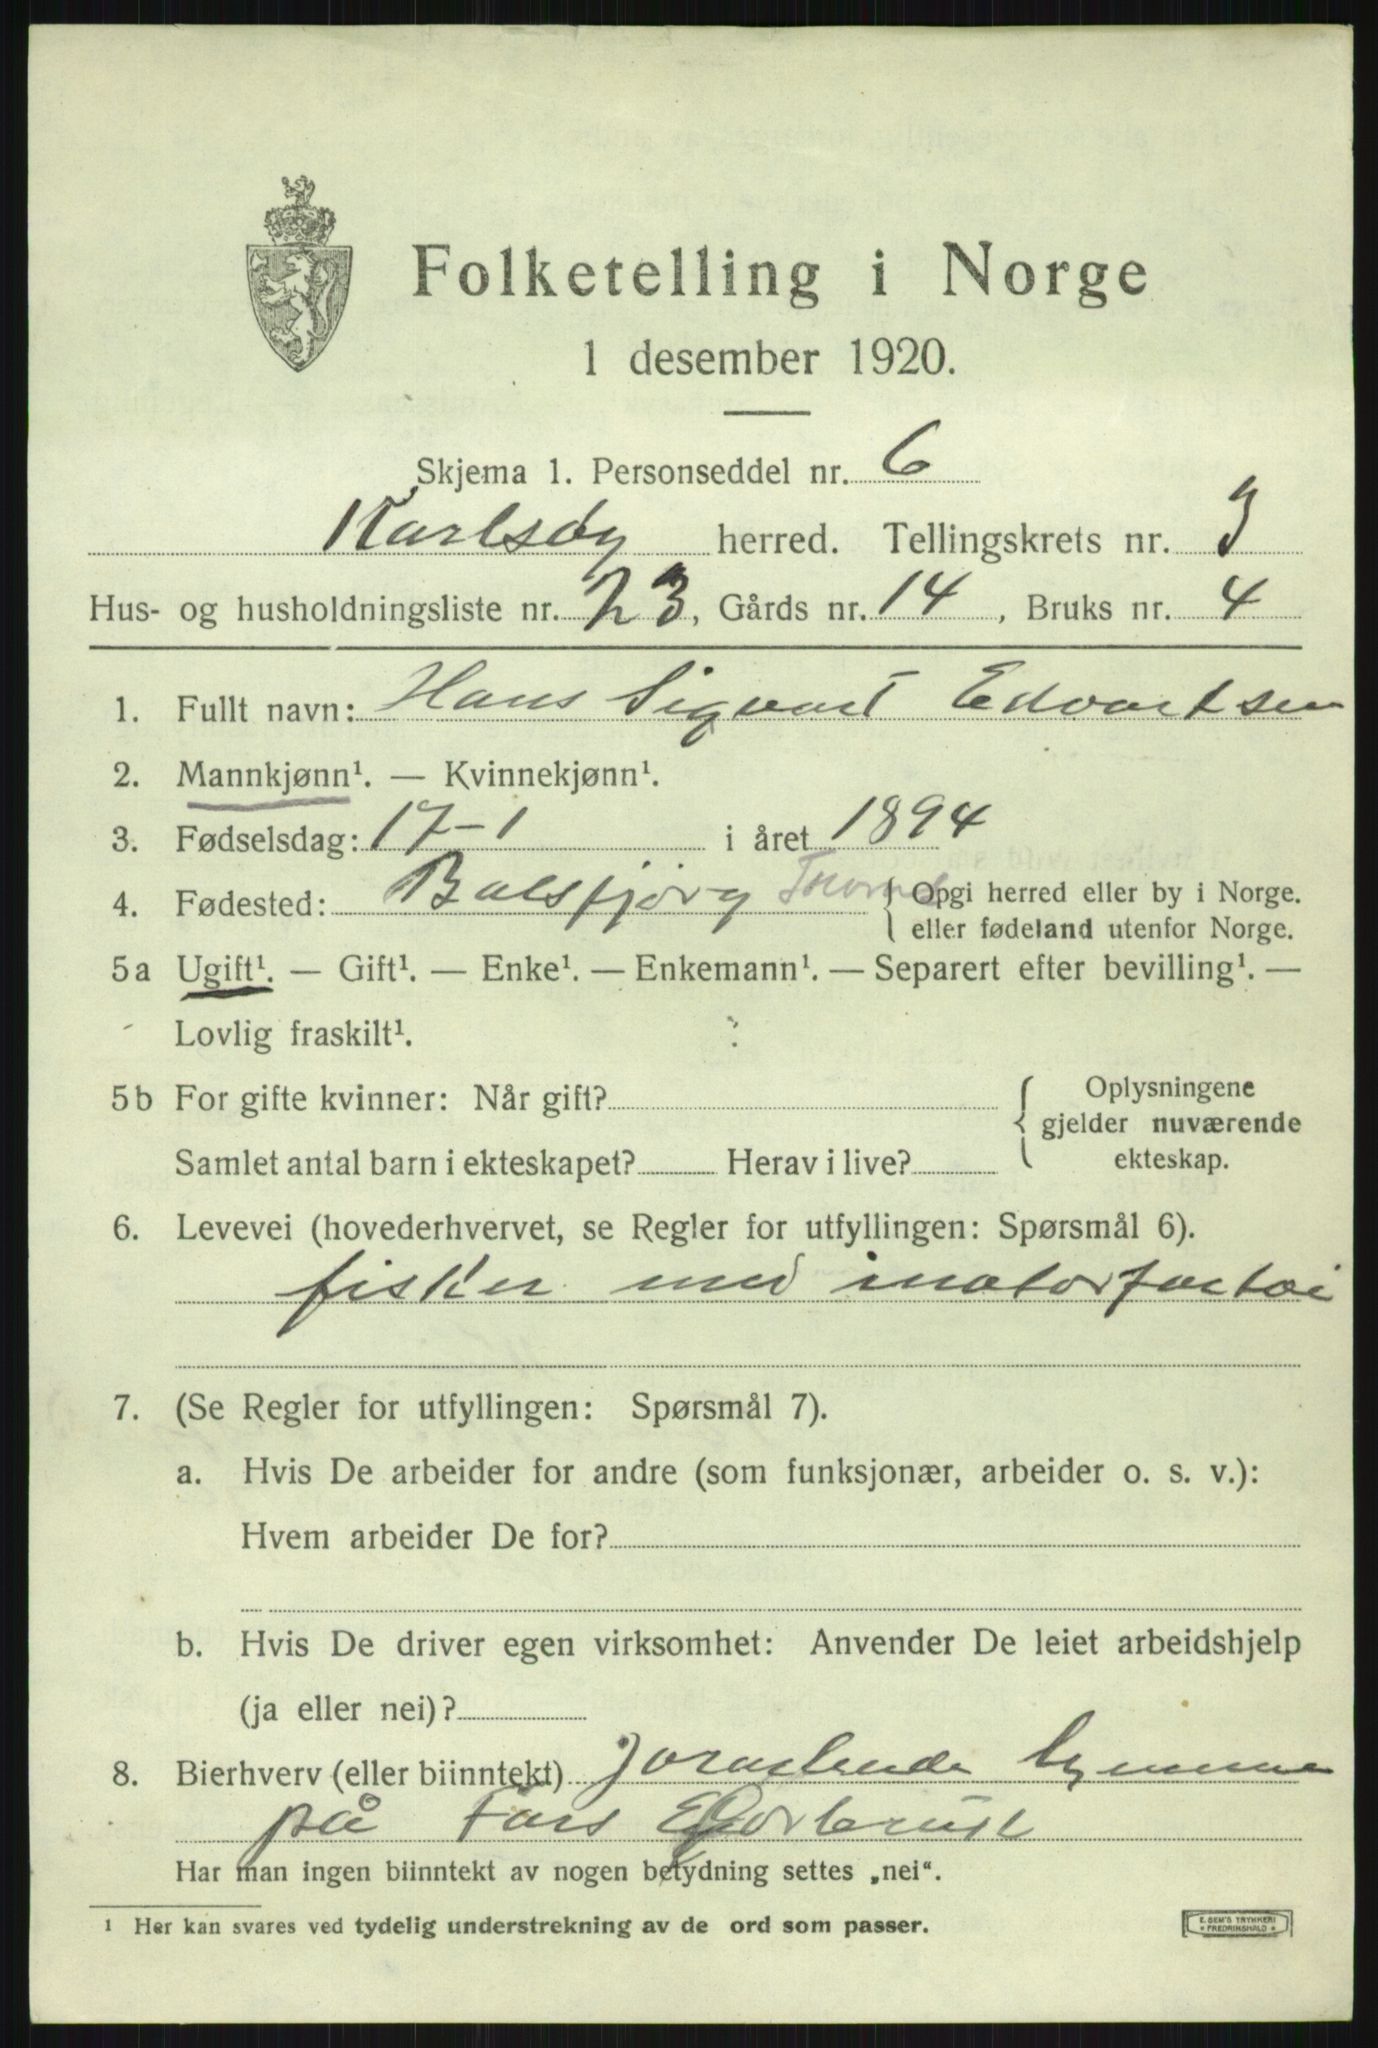 Folketelling i Norge
1 desember 1920.
Skjema 1. Personseddel nr. 6
Karlsøy herred. Tellingskrets nr. 3
Hus- og husholdningsliste nr. 23, Gårds nr. 14, Bruks nr. 4
1. Fullt navn: Hans Sigvart Edvartsen
2. Mannkjønn¹. — Kvinnekjønn¹.
3. Fødselsdag: 17-1 i året 1894
4. Fødested: Balsfjörg Troms { Opgi herred eller by i Norge.
eller fødeland utenfor Norge.
5a Ugift¹. — Gift¹. — Enke¹. — Enkemann¹. — Separert efter bevilling¹. —
Lovlig fraskilt¹.
5b For gifte kvinner: Når gift? { Oplysningene
gjelder nuværende
Samlet antal barn i ekteskapet? Herav i live? ekteskap.
6. Levevei (hovederhvervet, se Regler for utfyllingen: Spørsmål 6).
fisker med motorfartøi
7. (Se Regler for utfyllingen: Spørsmål 7).
a. Hvis De arbeider for andre (som funksjonær, arbeider o. s. v.):
Hvem arbeider De for?
b. Hvis De driver egen virksomhet: Anvender De leiet arbeidshjelp
(ja eller nei)?
8. Bierhverv (eller biinntekt)
på Fars
Har man ingen biinntekt av nogen betydning settes „nei“.
¹ Her kan svares ved tydelig understrekning av de ord som passer.
E. SEM'S TRYKKERI
* FREDRIKSHALD *